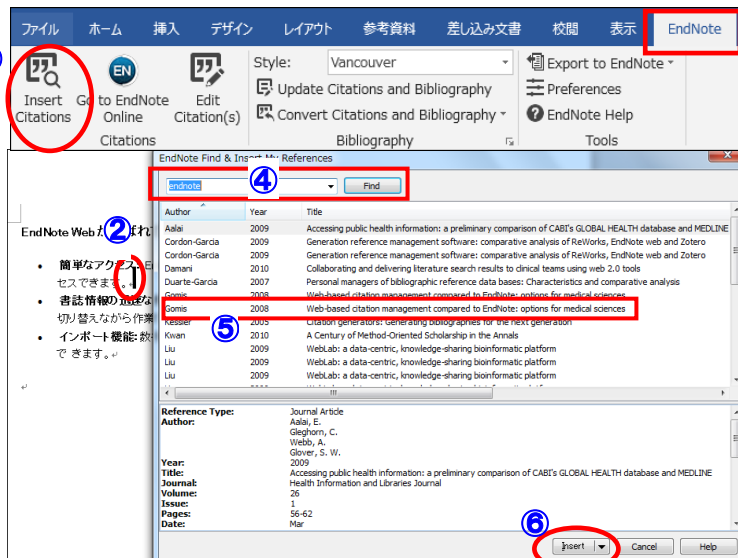 ファイル ホーム 挿入 デザイン レイアウト 参考資料 差し込み文書 校閲 表示 EndNote
Insert Citations
Go to EndNote Online
Edit Citation(s)
Citations
Style: Vancouver
Update Citations and Bibliography
Convert Citations and Bibliography
Bibliography
Export to EndNote
Preferences
EndNote Help
Tools
EndNote Find & Insert My References
endnote ④ Find
Author Year Title
Aalai 2009 Accessing public health information: a preliminary comparison of CABI's GLOBAL HEALTH database and MEDLINE
Cordon-Garcia 2009 Generation reference management software: comparative analysis of ReWorks, EndNote web and Zotero
Cordon-Garcia 2009 Generation reference management software: comparative analysis of ReWorks, EndNote web and Zotero
Damani 2010 Collaborating and delivering literature search results to clinical teams using web 2.0 tools
Duarte-Garcia 2007 Personal managers of bibliographic reference data bases: Characteristics and comparative analysis
Gomis 2008 Web-based citation management compared to EndNote: options for medical sciences
Gomis 2008 Web-based citation management compared to EndNote: options for medical sciences
⑤
Kessler 2005 Citation generators: Generating bibliographies for the next generation
Kwan 2010 A Century of Method-Oriented Scholarship in the Annals
Liu 2009 WebLab: a data-centric, knowledge-sharing bioinformatic platform
Liu 2009 WebLab: a data-centric, knowledge-sharing bioinformatic platform
Liu 2009 WebLab: a data-centric, knowledge-sharing bioinformatic platform
Reference Type: Journal Article
Author: Aalai, E.
Gleghorn, C.
Webb, A.
Glover, S. W.
Year: 2009
Title: Accessing public health information: a preliminary comparison of CABI's GLOBAL HEALTH database and MEDLINE
Journal: Health Information and Libraries Journal
Volume: 26
Issue: 1
Pages: 56-62
Date: Mar
⑥
Insert Cancel Help
EndNote Web ② ばれて
簡単なアクセス
セスできます。
書誌情報の迅速な
切り替えながら作業
インポート機能: 数
で きます。